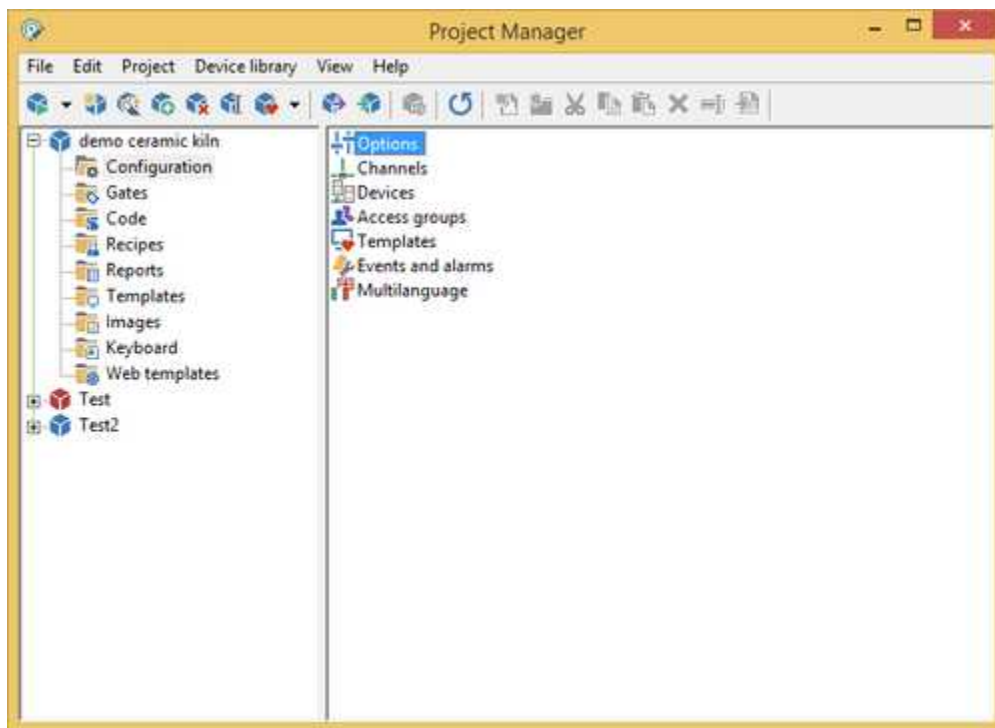 Project Manager
File Edit Project Device library View Help
demo ceramic kiln
Configuration
Gates
Code
Recipes
Reports
Templates
Images
Keyboard
Web templates
Test
Test2
Options
Channels
Devices
Access groups
Templates
Events and alarms
Multilanguage